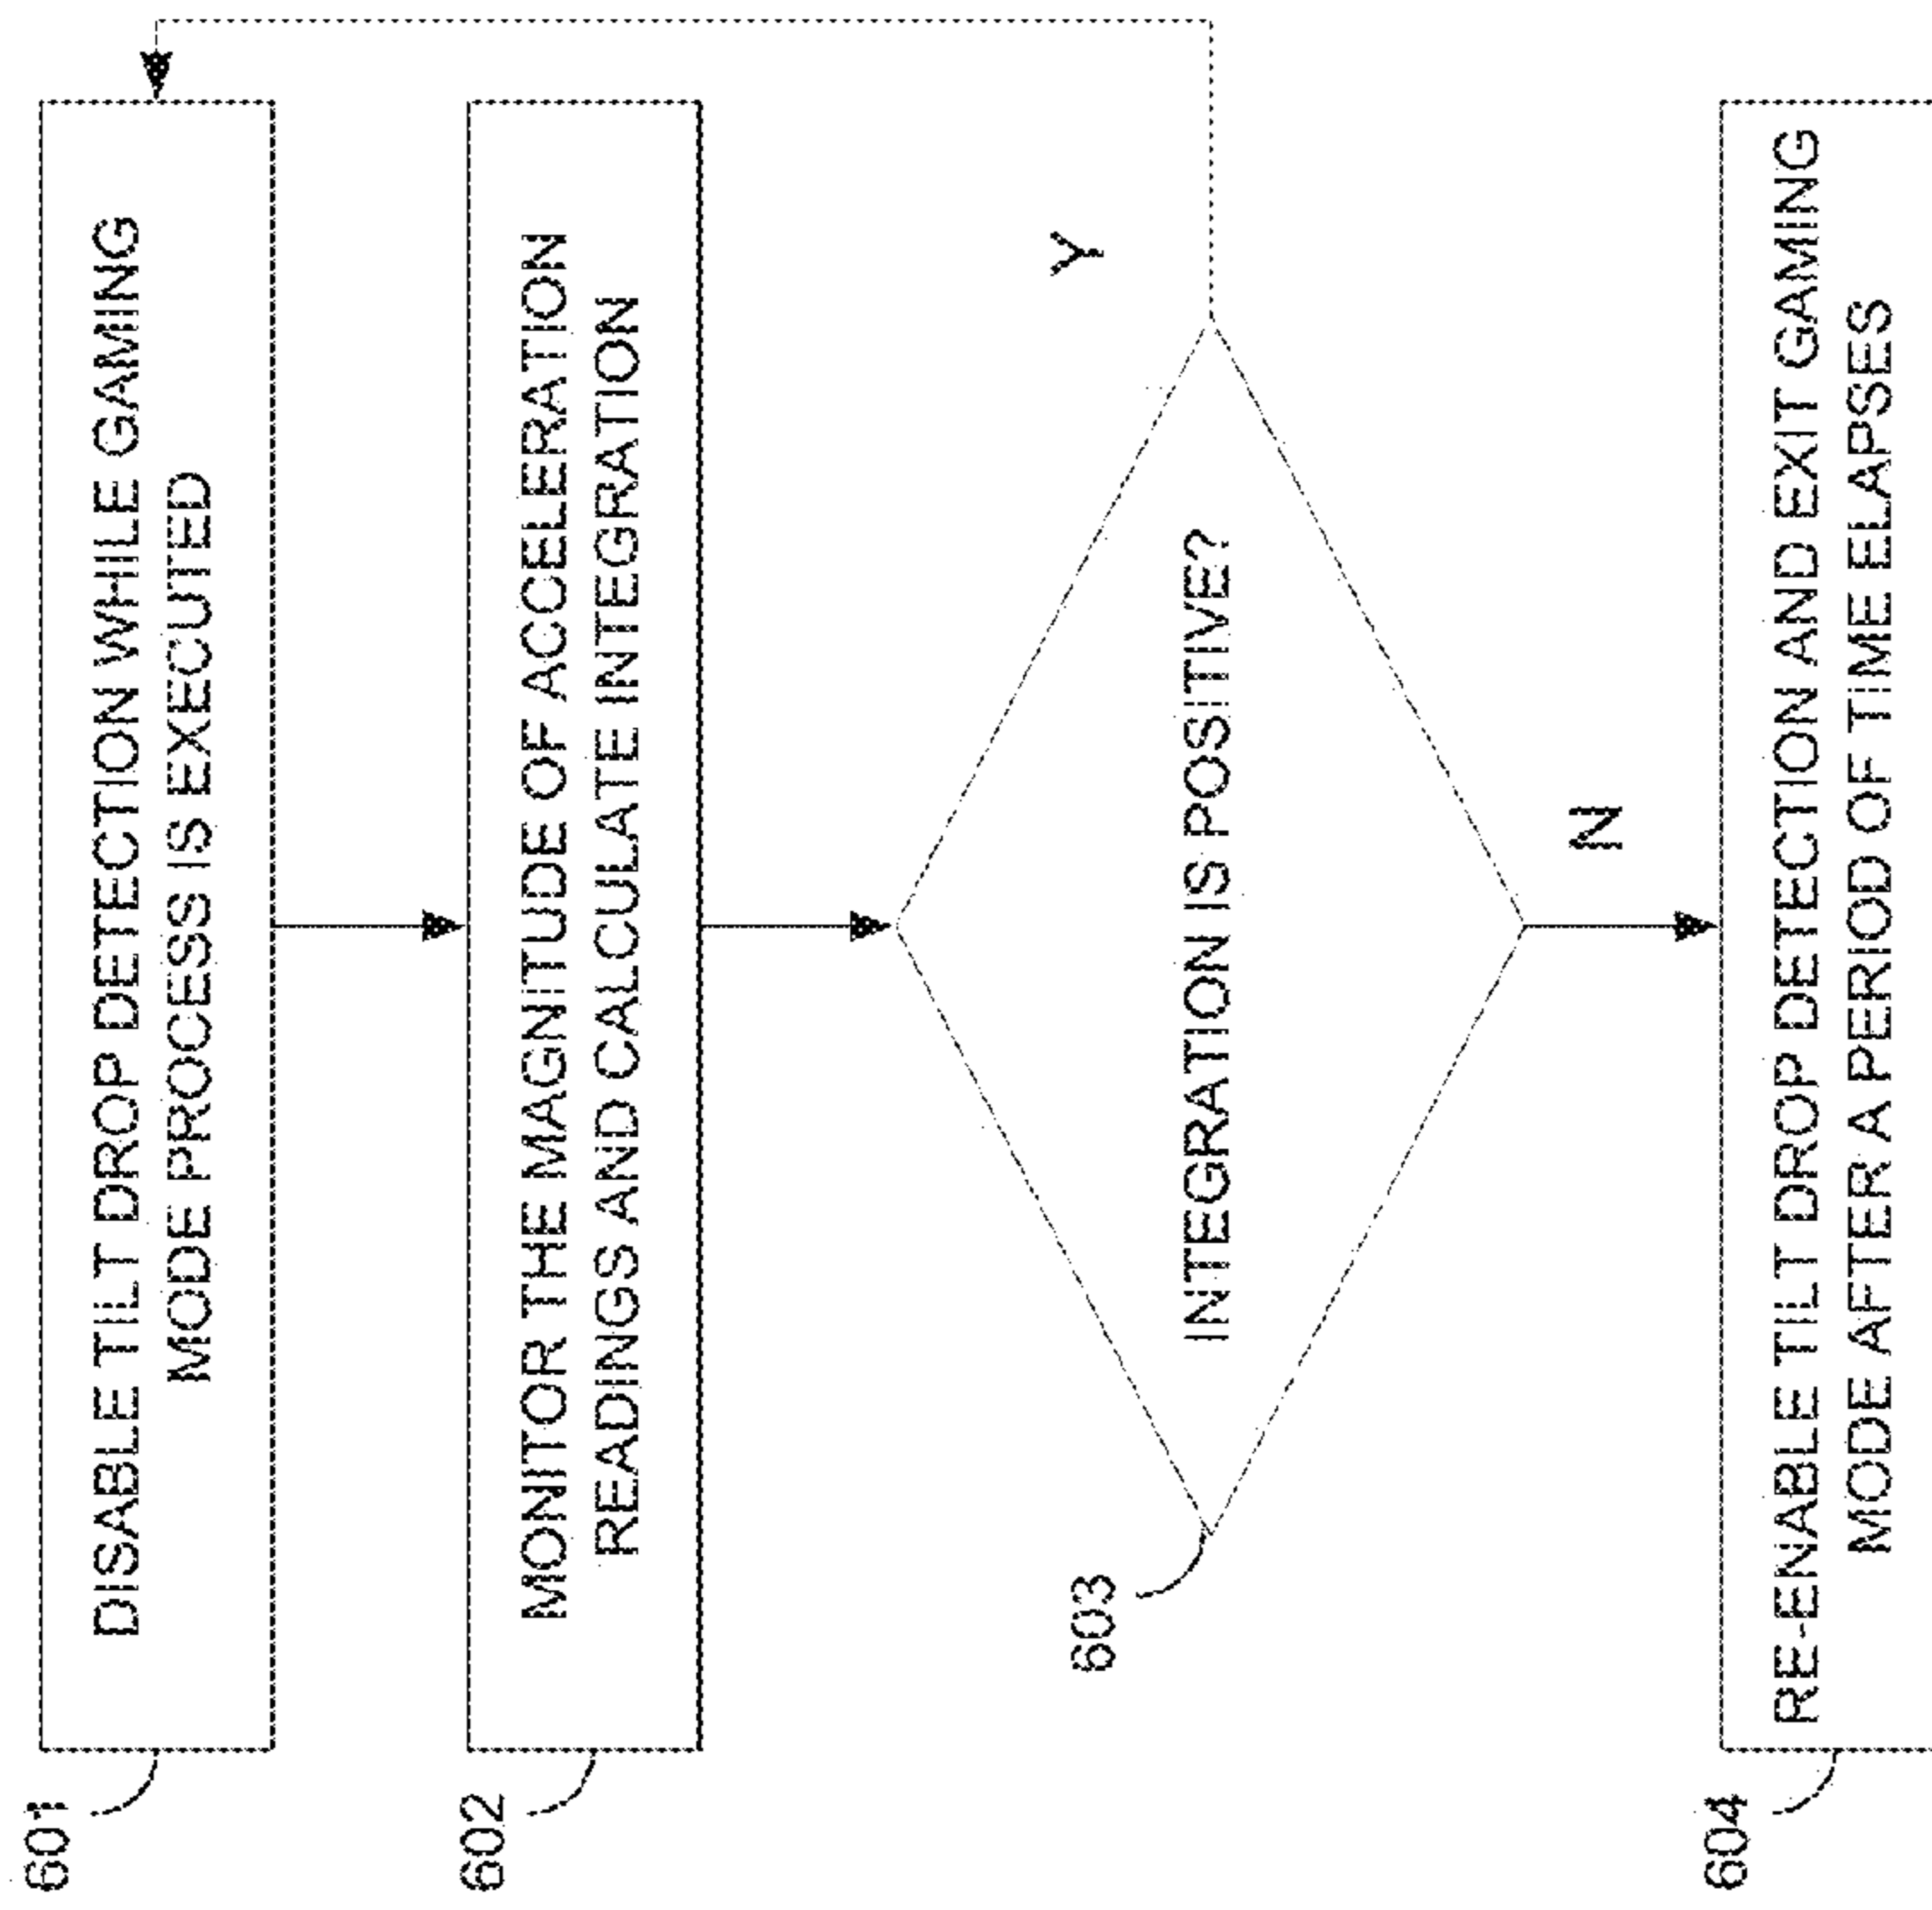 601
DISABLE TILT DROP DETECTION WHILE GAMING
MODE PROCESS IS EXECUTED
602
MONITOR THE MAGNITUDE OF ACCELERATION
READINGS AND CALCULATE INTEGRATION
603
INTEGRATION IS POSITIVE?
Y
N
604
RE-ENABLE TILT DROP DETECTION AND EXIT GAMING
MODE AFTER A PERIOD OF TIME ELAPSES